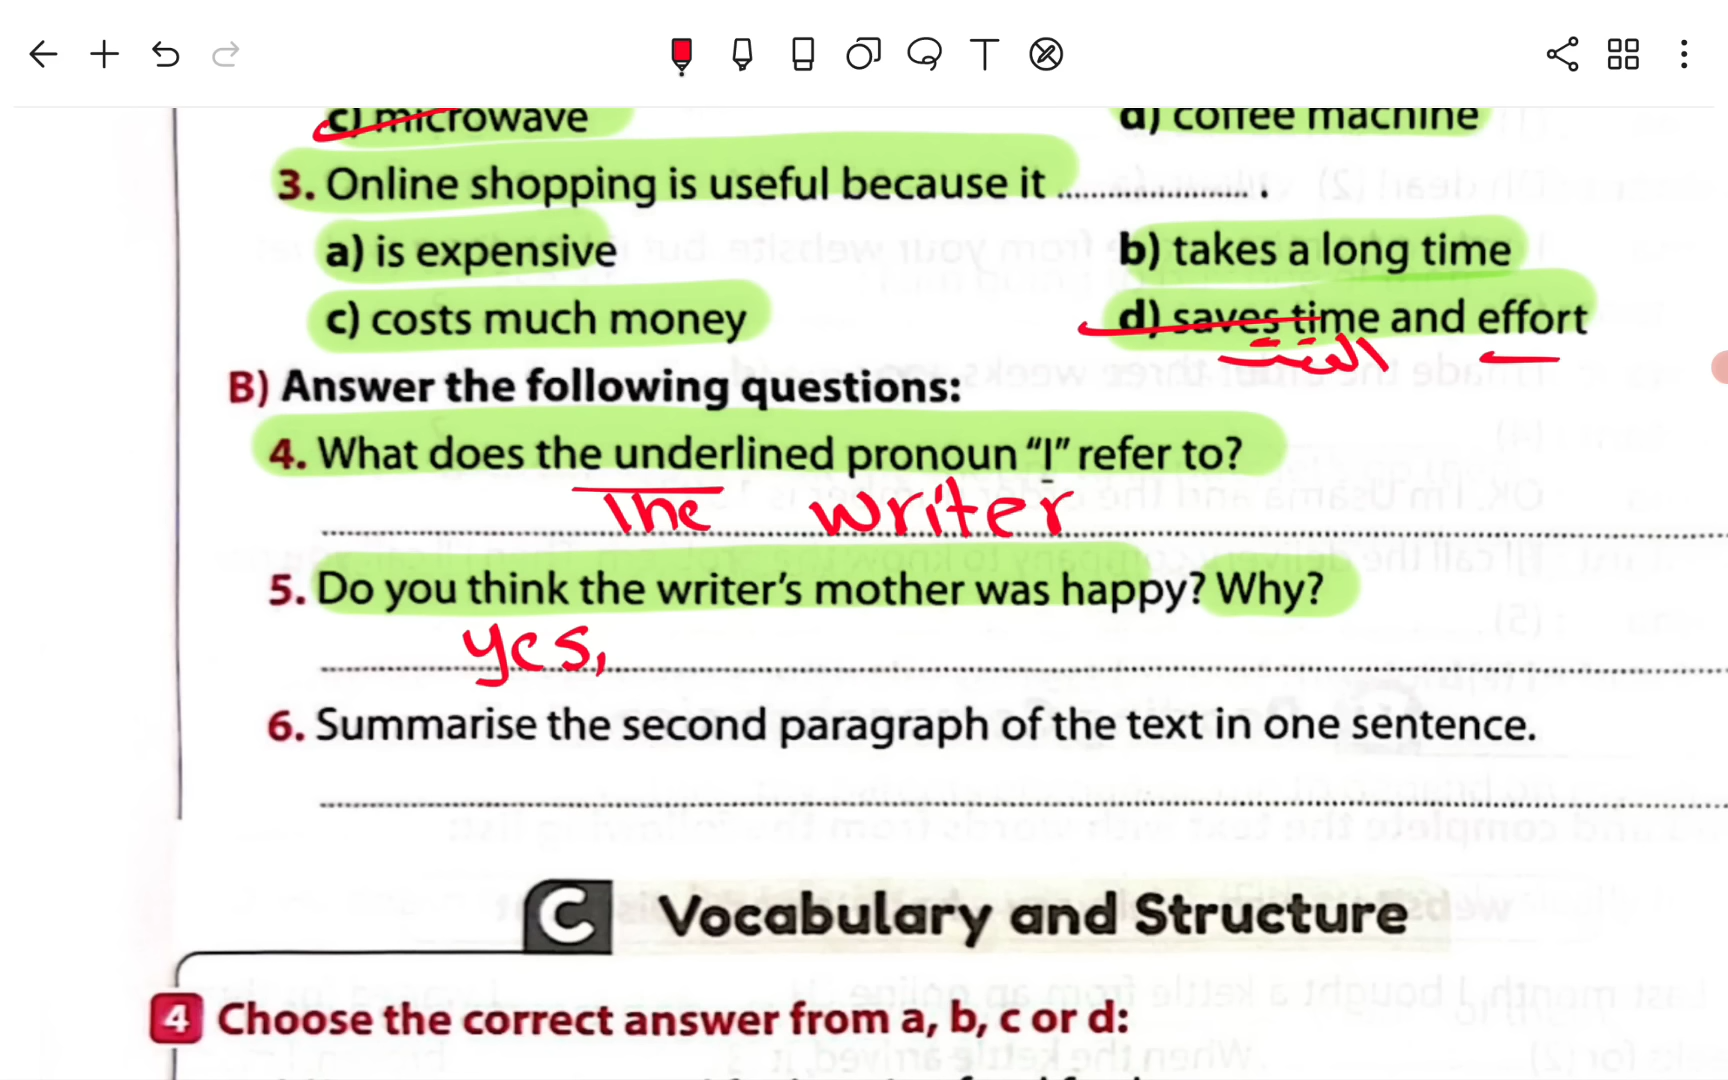 c) microwave
d) coffee machine
3. Online shopping is useful because it ........................ .
a) is expensive
b) takes a long time
c) costs much money
d) saves time and effort
B) Answer the following questions:
4. What does the underlined pronoun “I” refer to?
The writer
5. Do you think the writer's mother was happy? Why?
yes,
6. Summarise the second paragraph of the text in one sentence.
C Vocabulary and Structure
4 Choose the correct answer from a, b, c or d: